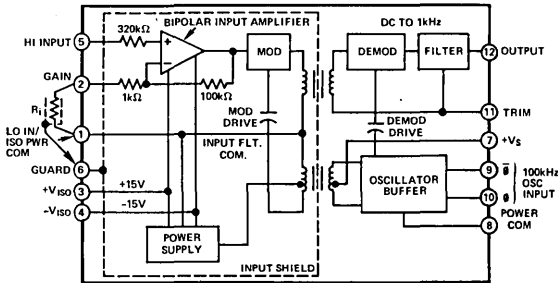 BIPOLAR INPUT AMPLIFIER
DC TO 1kHz
320kΩ
HI INPUT 5
+
−
MOD
DEMOD
FILTER
12 OUTPUT
GAIN
2
1kΩ
100kΩ
MOD
DRIVE
DEMOD
DRIVE
11
TRIM
Ri
LO IN/
ISO PWR
COM
1
INPUT FLT.
COM.
7
+VS
GUARD 6
+VISO 3 +15V
−VISO 4 −15V
OSCILLATOR
BUFFER
9 ø
10 ø
100kHz
OSC
INPUT
POWER
COM
8
POWER
SUPPLY
INPUT SHIELD